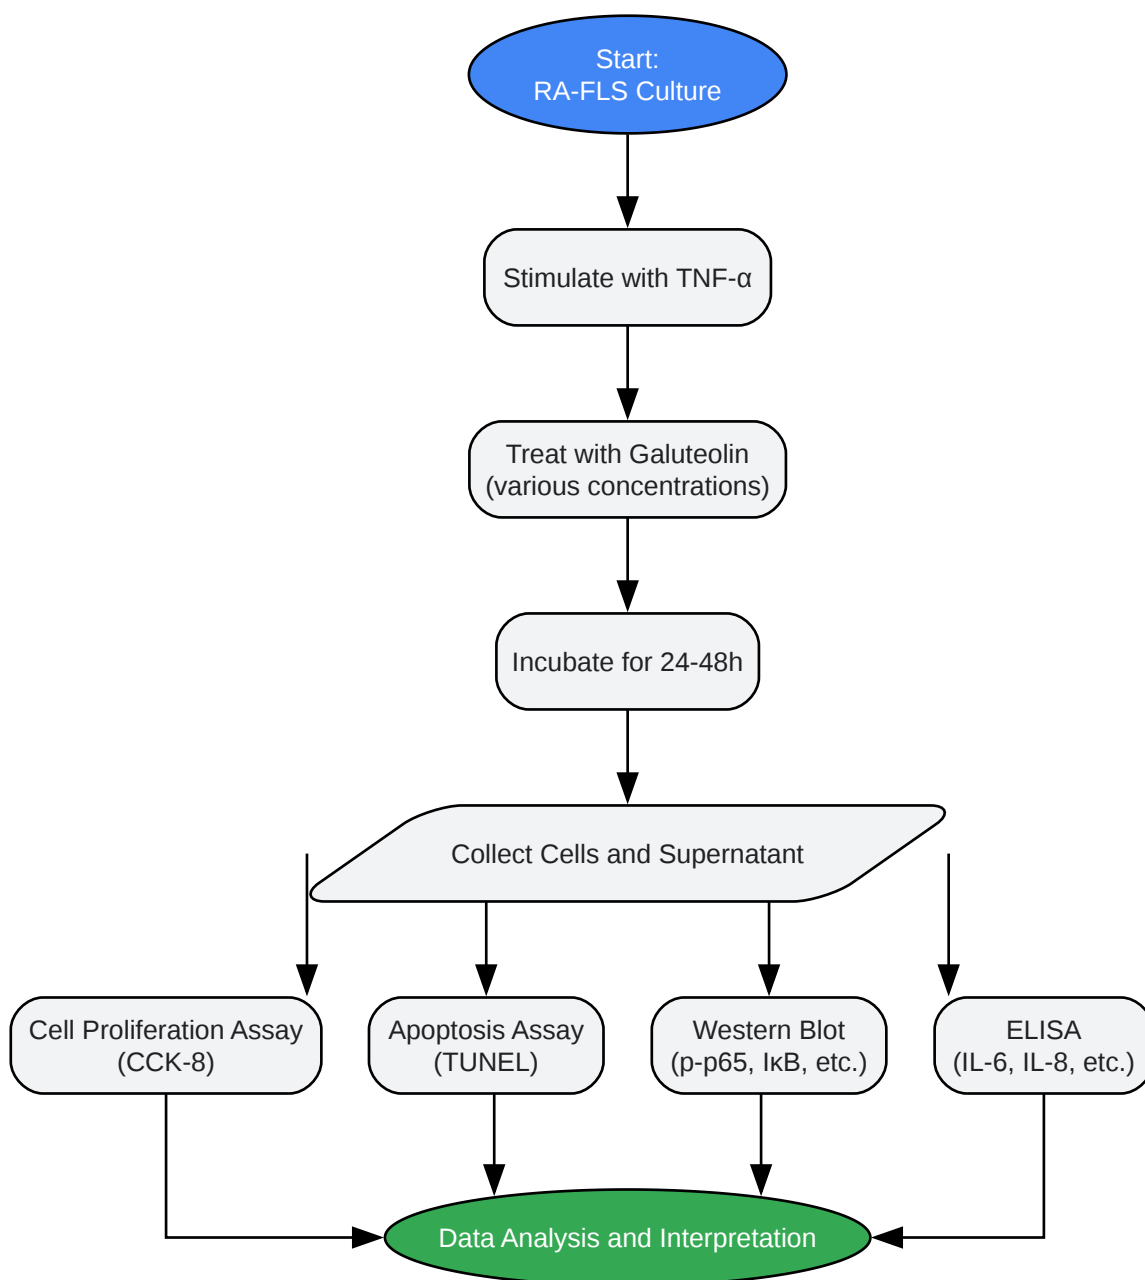 Start:
RA-FLS Culture
Stimulate with TNF-α
Treat with Galuteolin
(various concentrations)
Incubate for 24-48h
Collect Cells and Supernatant
Cell Proliferation Assay
(CCK-8)
Apoptosis Assay
(TUNEL)
Western Blot
(p-p65, IκB, etc.)
ELISA
(IL-6, IL-8, etc.)
Data Analysis and Interpretation